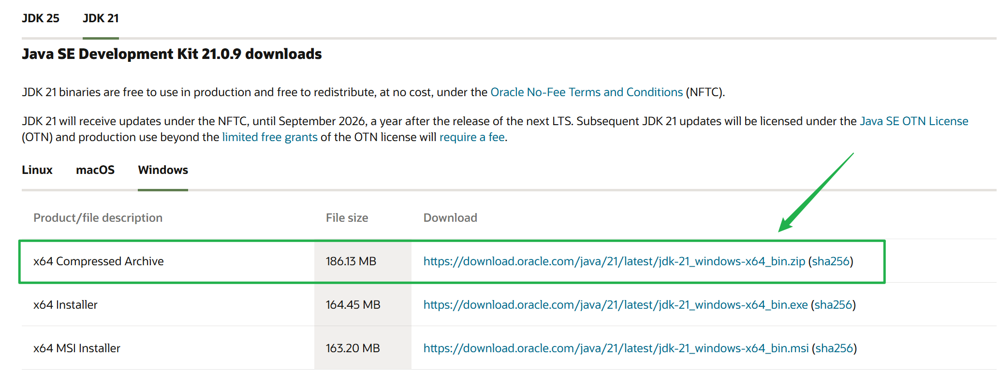 JDK 25 JDK 21
Java SE Development Kit 21.0.9 downloads
JDK 21 binaries are free to use in production and free to redistribute, at no cost, under the Oracle No-Fee Terms and Conditions (NFTC).
JDK 21 will receive updates under the NFTC, until September 2026, a year after the release of the next LTS. Subsequent JDK 21 updates will be licensed under the Java SE OTN License
(OTN) and production use beyond the limited free grants of the OTN license will require a fee.
Linux macOS Windows
Product/file description File size Download
x64 Compressed Archive 186.13 MB https://download.oracle.com/java/21/latest/jdk-21_windows-x64_bin.zip (sha256)
x64 Installer 164.45 MB https://download.oracle.com/java/21/latest/jdk-21_windows-x64_bin.exe (sha256)
x64 MSI Installer 163.20 MB https://download.oracle.com/java/21/latest/jdk-21_windows-x64_bin.msi (sha256)